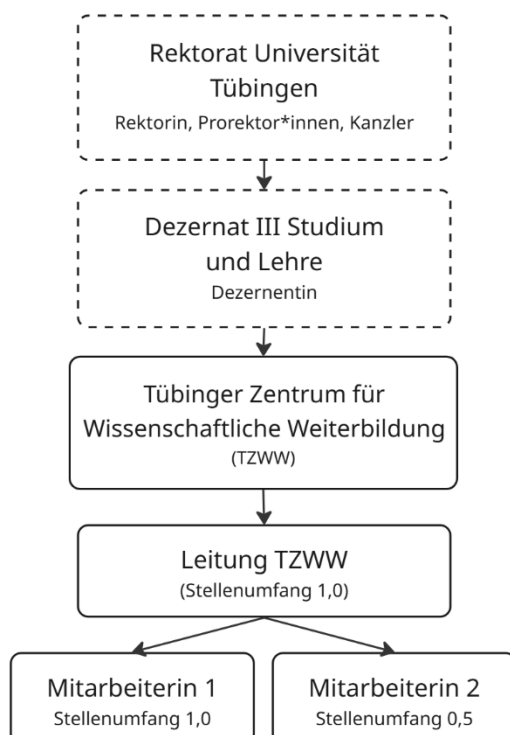 Rektorat Universität
Tübingen
Rektorin, Prorektor*innen, Kanzler
Dezernat III Studium
und Lehre
Dezernentin
Tübinger Zentrum für
Wissenschaftliche Weiterbildung
(TZWW)
Leitung TZWW
(Stellenumfang 1,0)
Mitarbeiterin 1
Stellenumfang 1,0
Mitarbeiterin 2
Stellenumfang 0,5